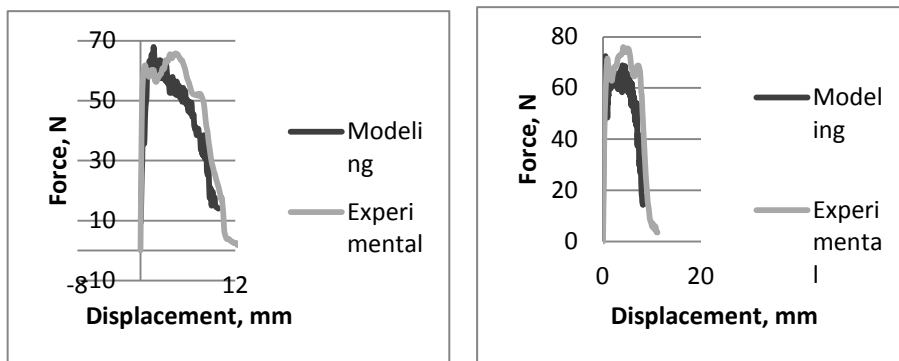 70
50
30
10
-10
-8
12
Force, N
Displacement, mm
Modeli
ng
Experi
mental
80
60
40
20
0
0
20
Force, N
Displacement, mm
Model
ing
Experi
menta
l